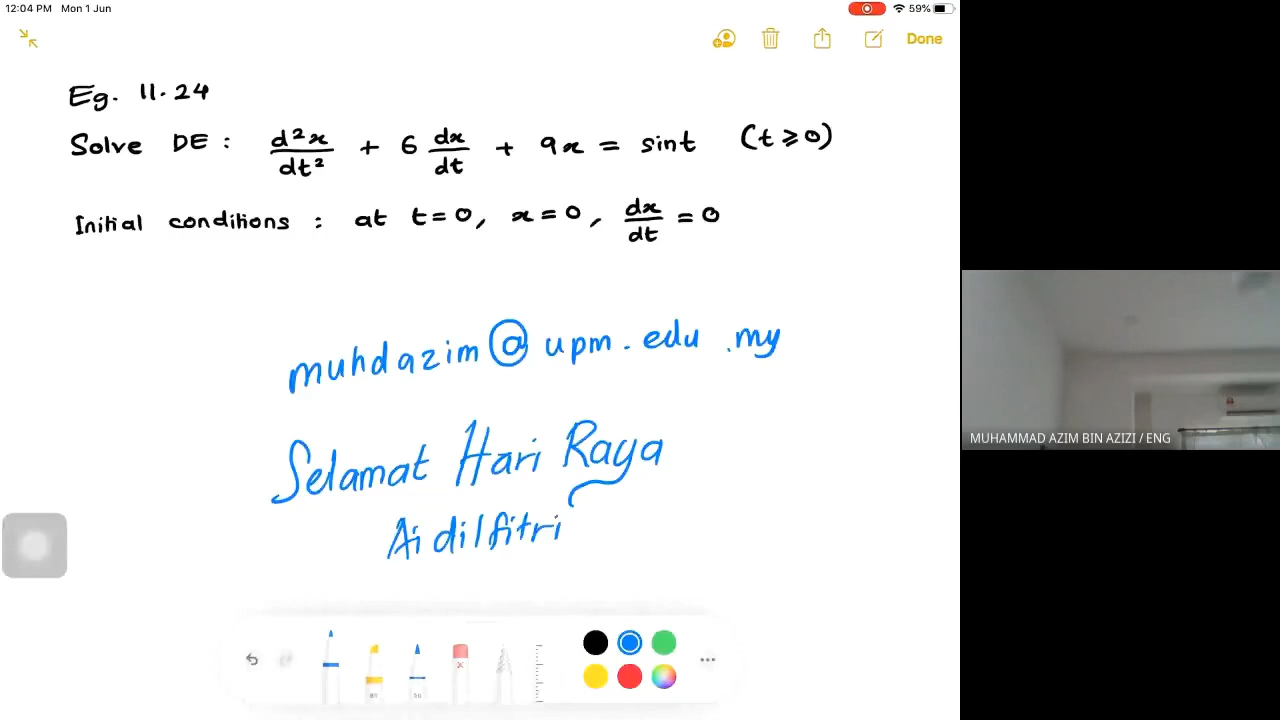 12:04 PM Mon 1 Jun 59%
Done
Eg. 11.24
Solve DE : d²x/dt² + 6 dx/dt + 9x = sint (t ≥ 0)
Initial conditions : at t=0, x=0, dx/dt = 0
muhdazim@upm.edu.my
Selamat Hari Raya
Aidilfitri
MUHAMMAD AZIM BIN AZIZI / ENG